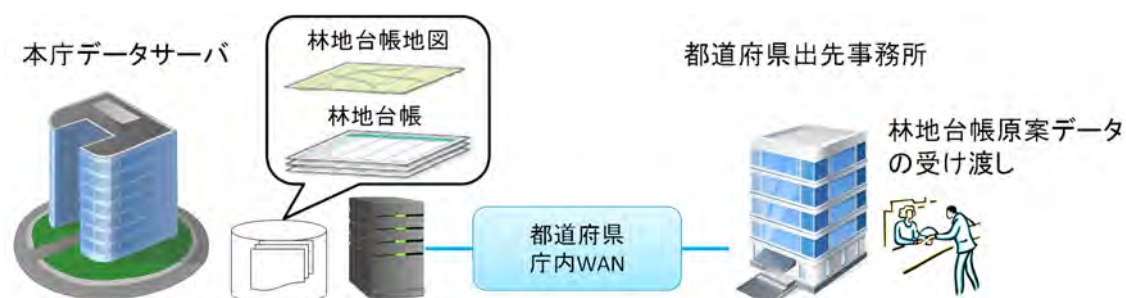 本庁データサーバ
林地台帳地図
林地台帳
都道府県
庁内WAN
都道府県出先事務所
林地台帳原案データ
の受け渡し